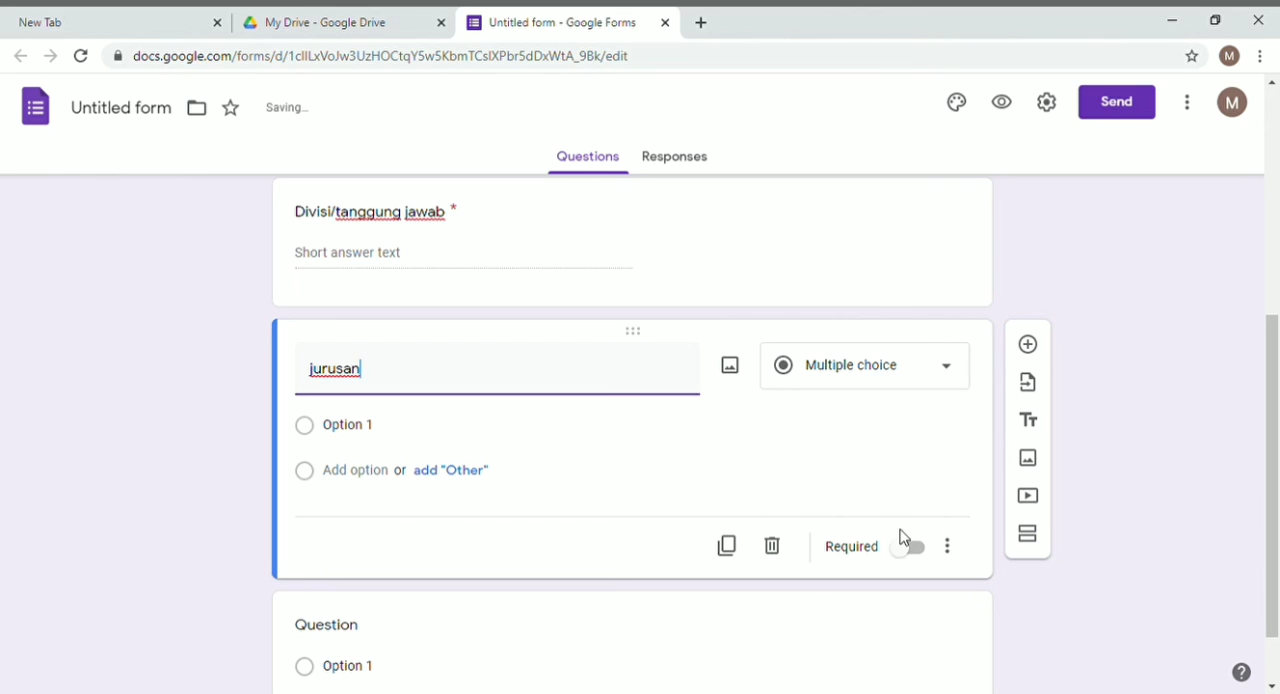 New Tab
My Drive - Google Drive
Untitled form - Google Forms
docs.google.com/forms/d/1cIlLxVoJw3UzHOCtqY5w5KbmTCsIXPbr5dDxWtA_9Bk/edit
M
Untitled form
Saving...
Send
M
Questions
Responses
Divisi/tanggung jawab *
Short answer text
jurusan
Multiple choice
Option 1
Add option or add "Other"
Required
Question
Option 1